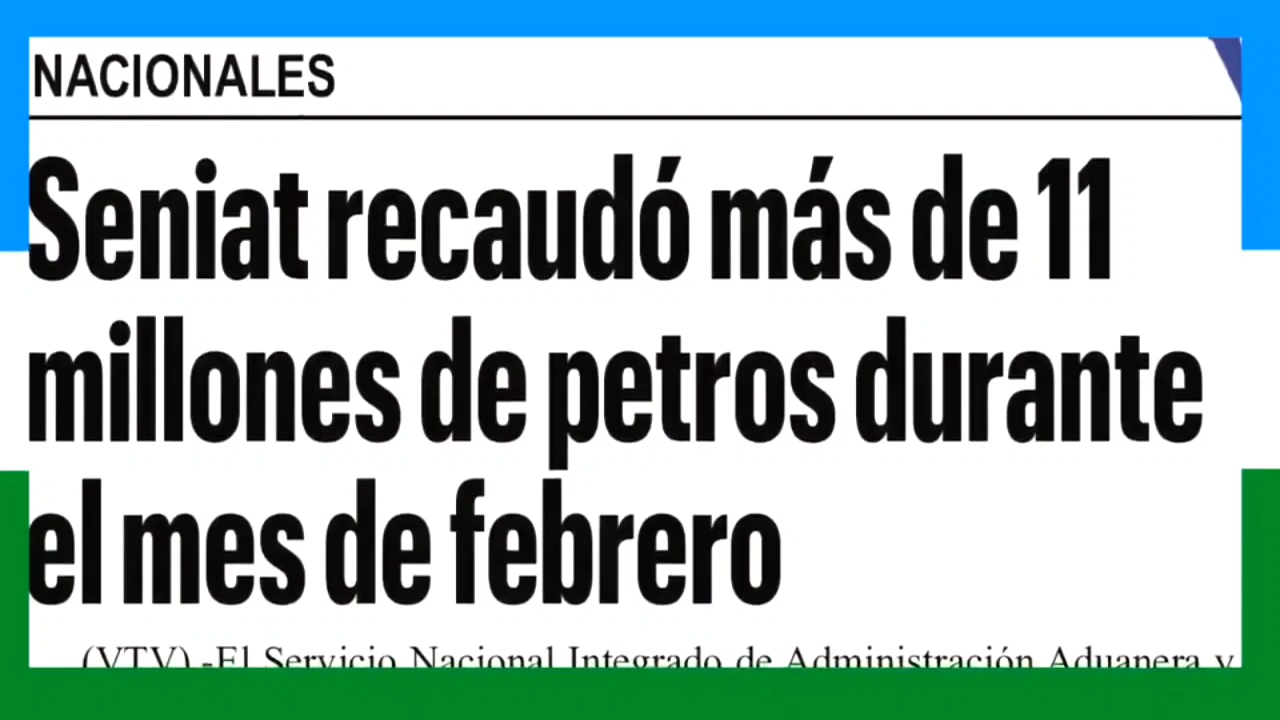 NACIONALES
Seniat recaudó más de 11
millones de petros durante
el mes de febrero
(VTV) -El Servicio Nacional Integrado de Administración Aduanera y